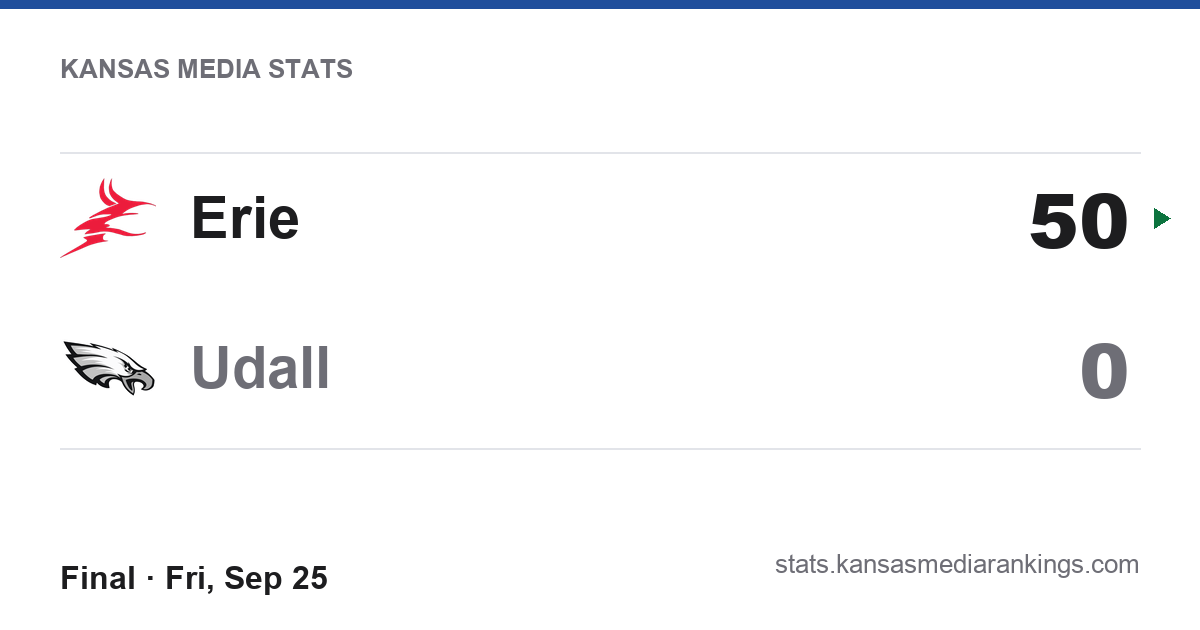 KANSAS MEDIA STATS
Erie 50
Udall 0
Final · Fri, Sep 25
stats.kansasmediarankings.com